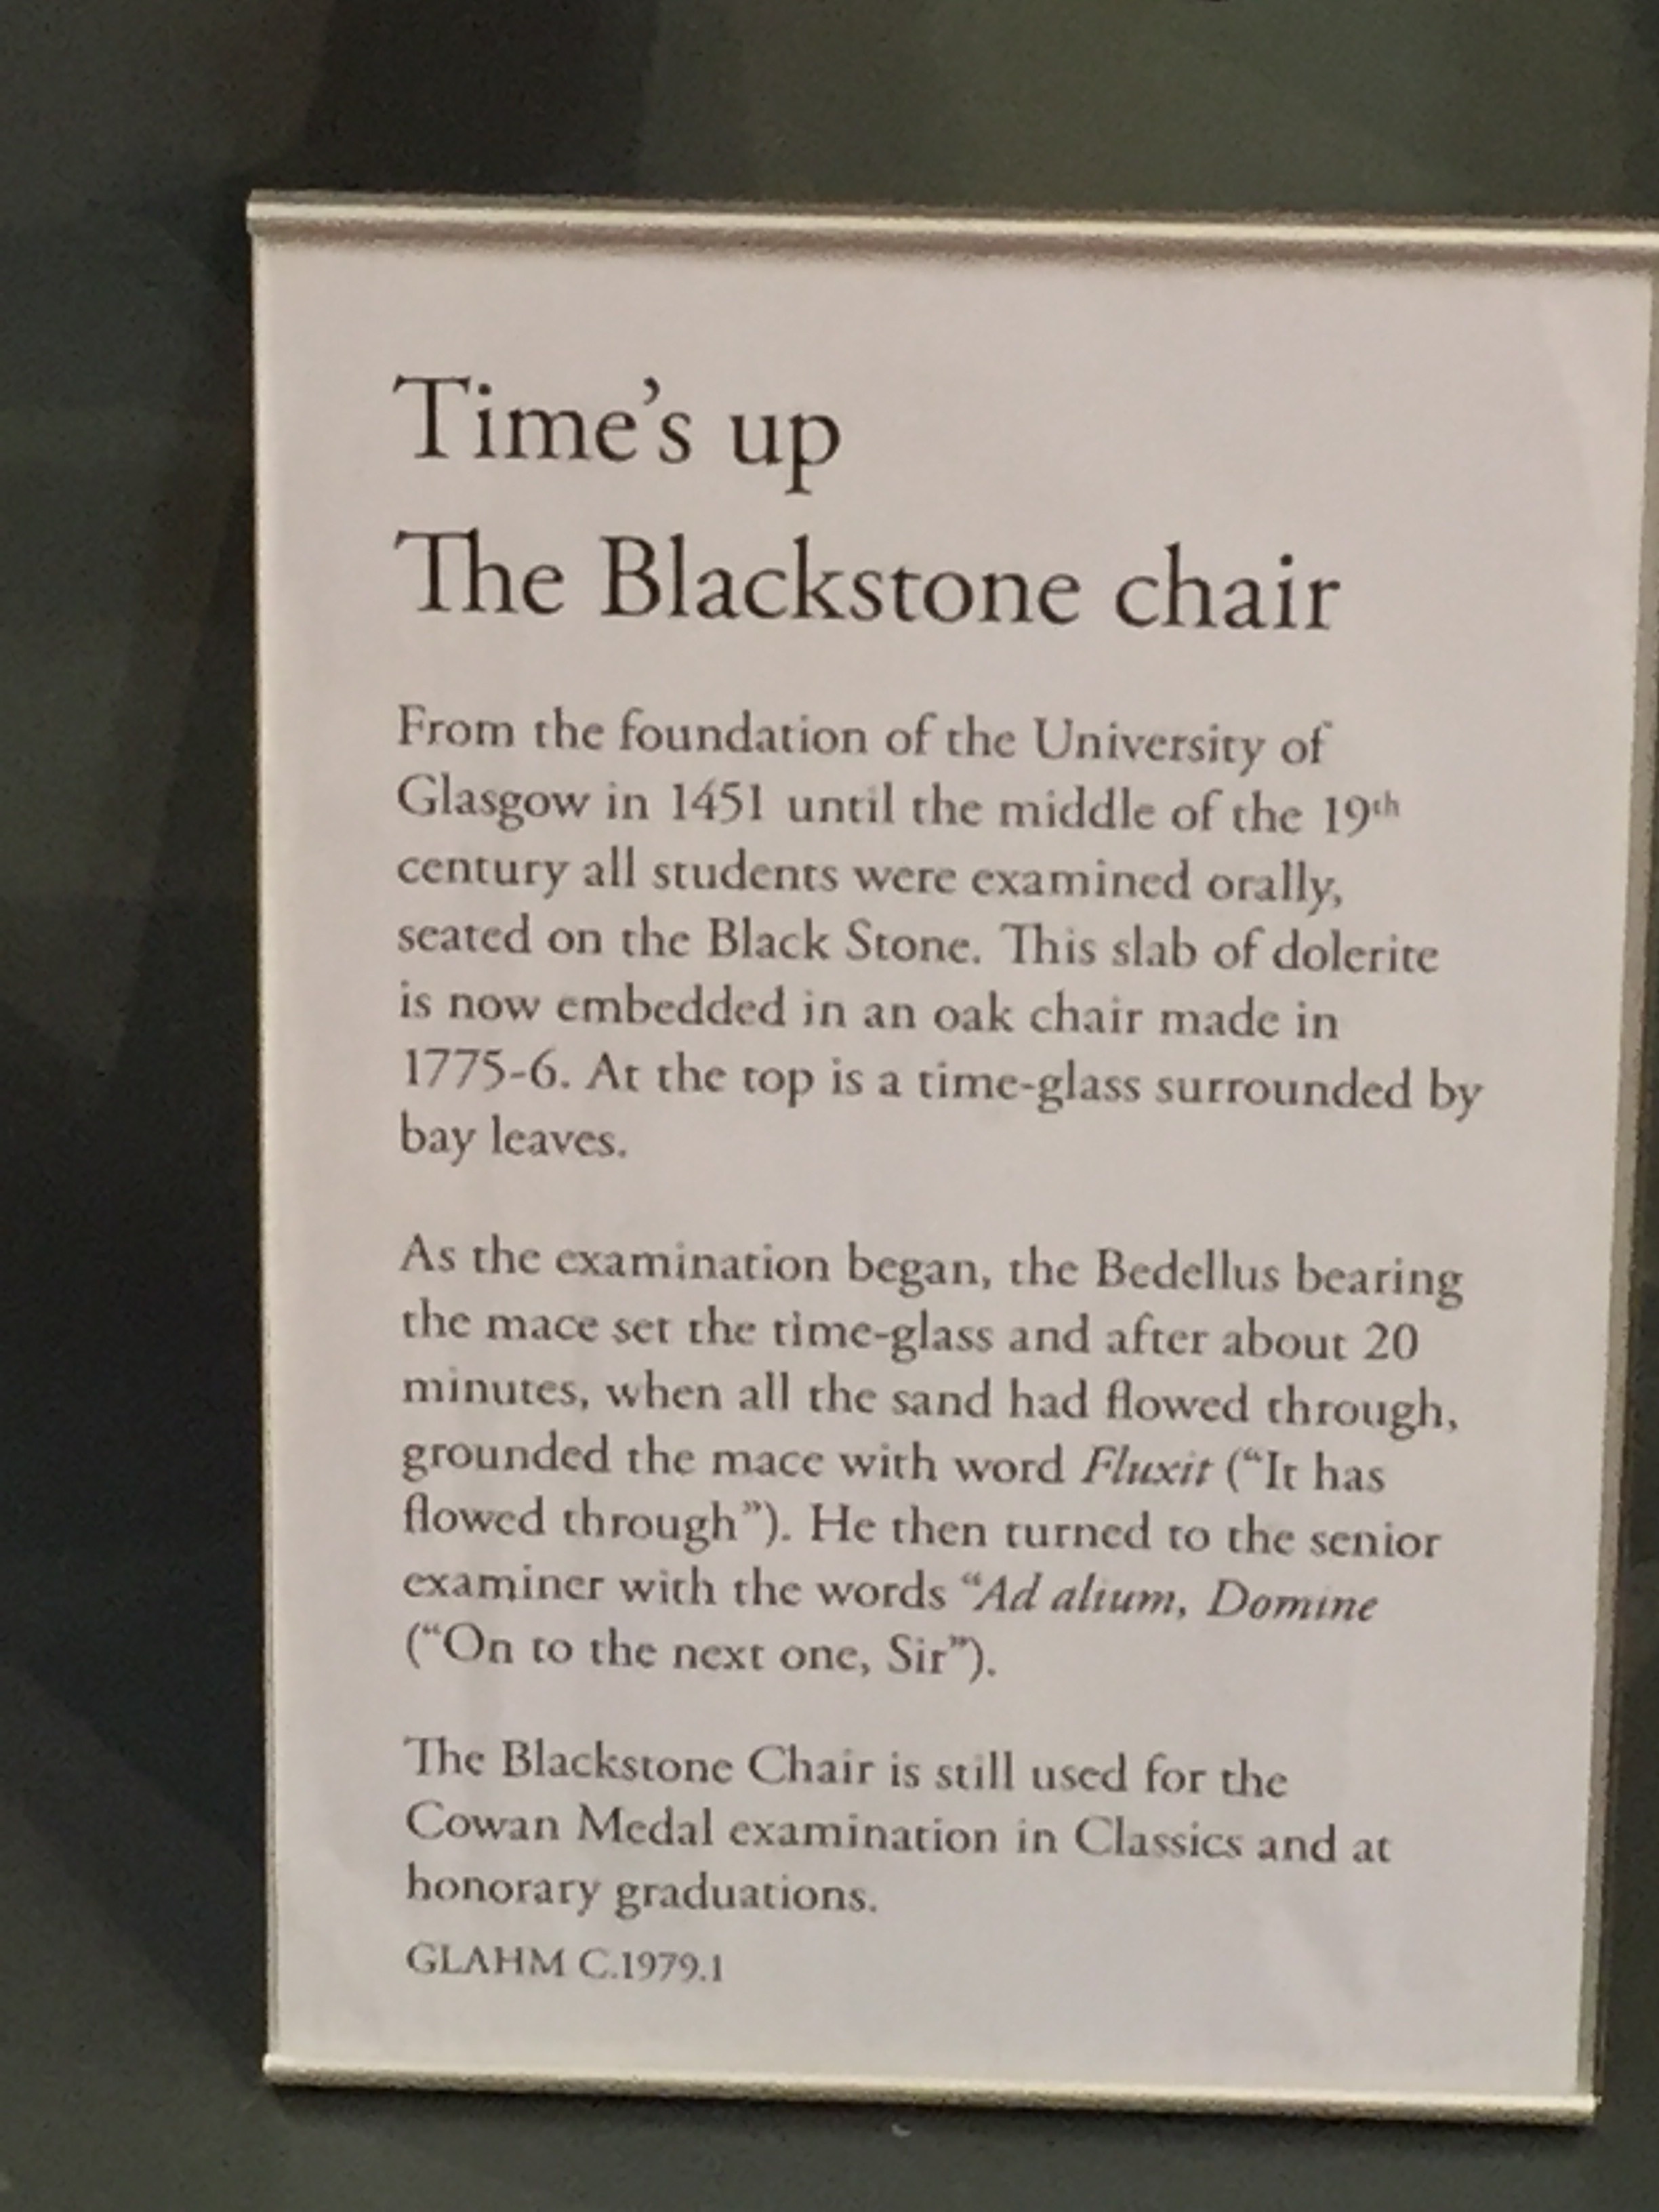 Time’s up
The Blackstone chair
From the foundation of the University of
Glasgow in 1451 until the middle of the 19th
century all students were examined orally,
seated on the Black Stone. This slab of dolerite
is now embedded in an oak chair made in
1775-6. At the top is a time-glass surrounded by
bay leaves.
As the examination began, the Bedellus bearing
the mace set the time-glass and after about 20
minutes, when all the sand had flowed through,
grounded the mace with word Fluxit (“It has
flowed through”). He then turned to the senior
examiner with the words “Ad alium, Domine
(“On to the next one, Sir”).
The Blackstone Chair is still used for the
Cowan Medal examination in Classics and at
honorary graduations.
GLAHM C.1979.1